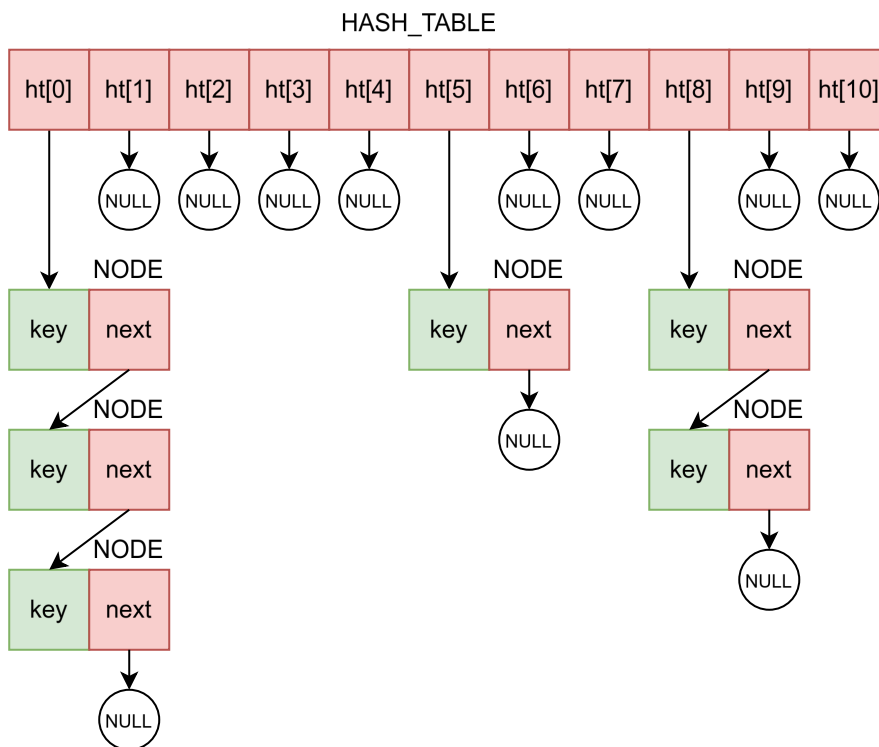 HASH_TABLE
ht[0] ht[1] ht[2] ht[3] ht[4] ht[5] ht[6] ht[7] ht[8] ht[9] ht[10]
NULL NULL NULL NULL NULL NULL NULL NULL
NODE NODE NODE
key next key next key next
NODE NODE
NULL
key next key next
NODE
NULL
key next
NULL